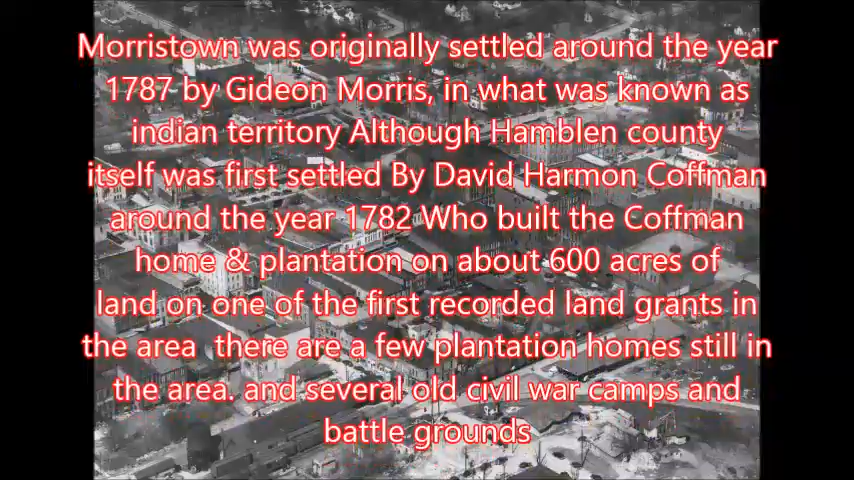 Morristown was originally settled around the year
1787 by Gideon Morris, in what was known as
indian territory Although Hamblen county
itself was first settled By David Harmon Coffman
around the year 1782 Who built the Coffman
home & plantation on about 600 acres of
land on one of the first recorded land grants in
the area  there are a few plantation homes still in
the area. and several old civil war camps and
battle grounds